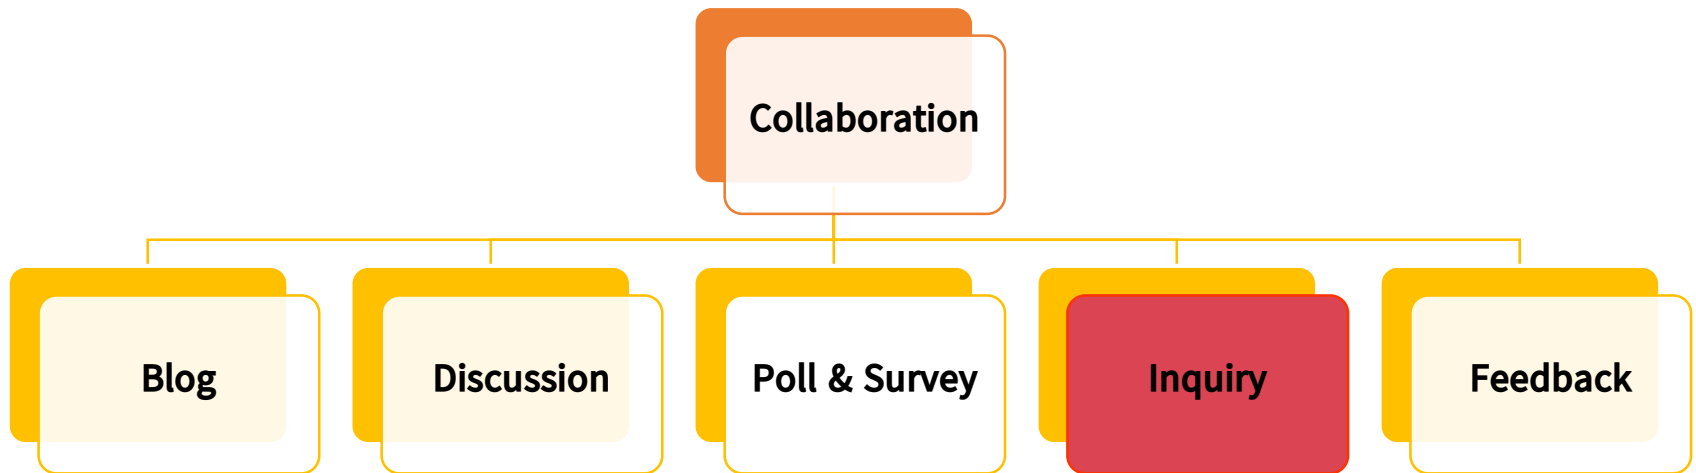 Collaboration
Blog
Discussion
Poll & Survey
Inquiry
Feedback